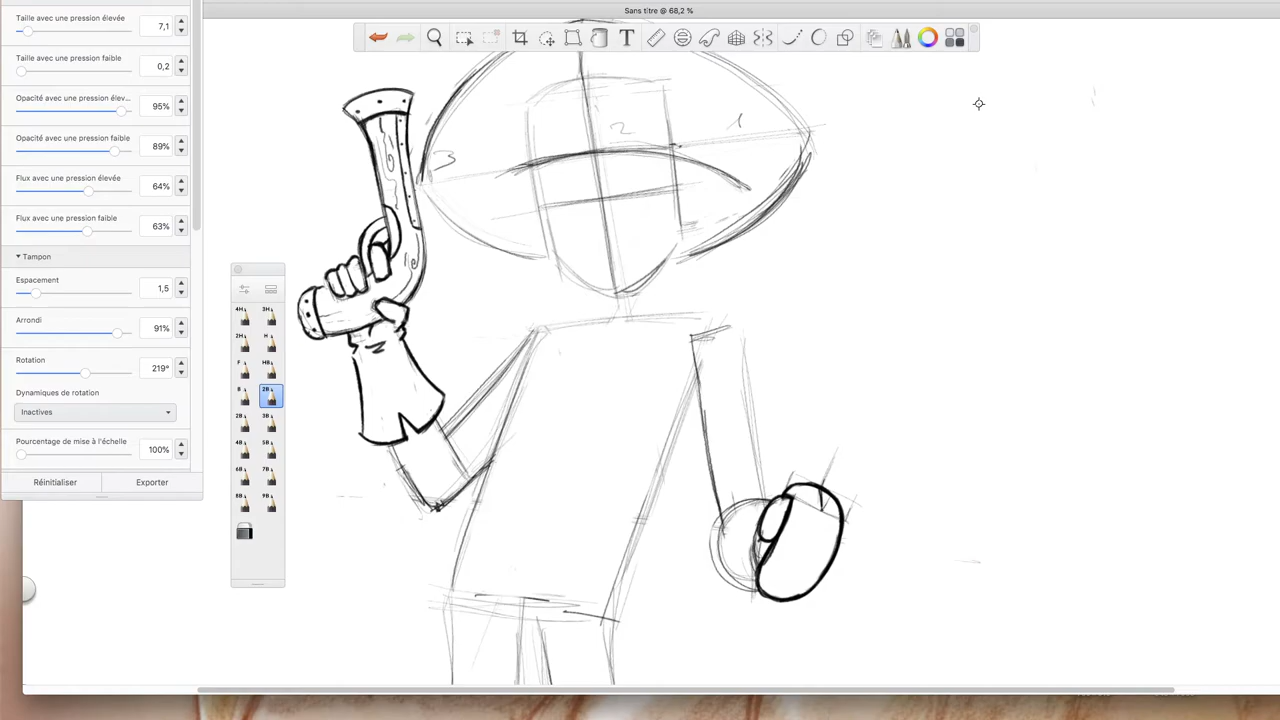 Sans titre @ 68,2 %
Taille avec une pression élevée
7,1
Taille avec une pression faible
0,2
Opacité avec une pression élev...
95%
Opacité avec une pression faible
89%
Flux avec une pression élevée
64%
Flux avec une pression faible
63%
Tampon
Espacement
1,5
Arrondi
91%
Rotation
219°
Dynamiques de rotation
Inactives
Pourcentage de mise à l'échelle
100%
Réinitialiser Exporter
4H 3H
2H H
F HB
B 2B
2B 3B
4B 5B
6B 7B
8B 9B
T
2 1
3